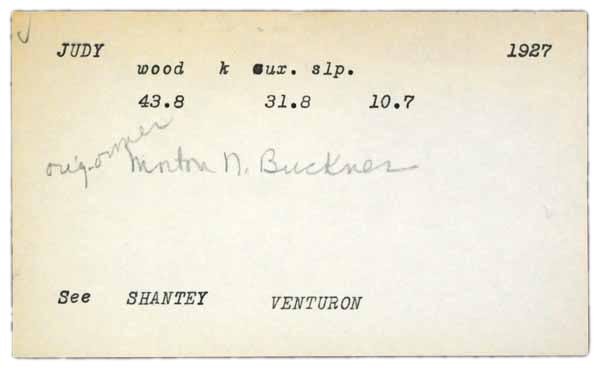 J
JUDY 1927
wood k aux. slp.
43.8 31.8 10.7
orig. owner Morton N. Buckner
See SHANTEY VENTURON